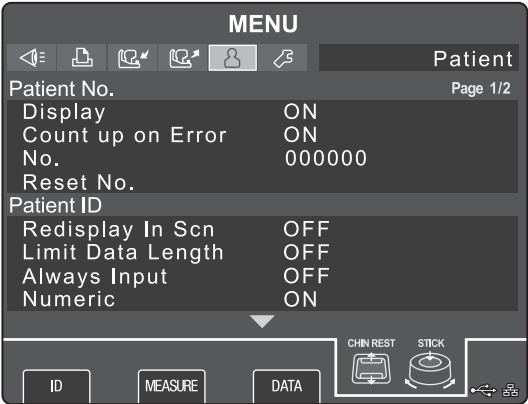 MENU
Patient
Patient No. Page 1/2
Display ON
Count up on Error ON
No. 000000
Reset No.
Patient ID
Redisplay In Scn OFF
Limit Data Length OFF
Always Input OFF
Numeric ON
CHIN REST STICK
ID MEASURE DATA